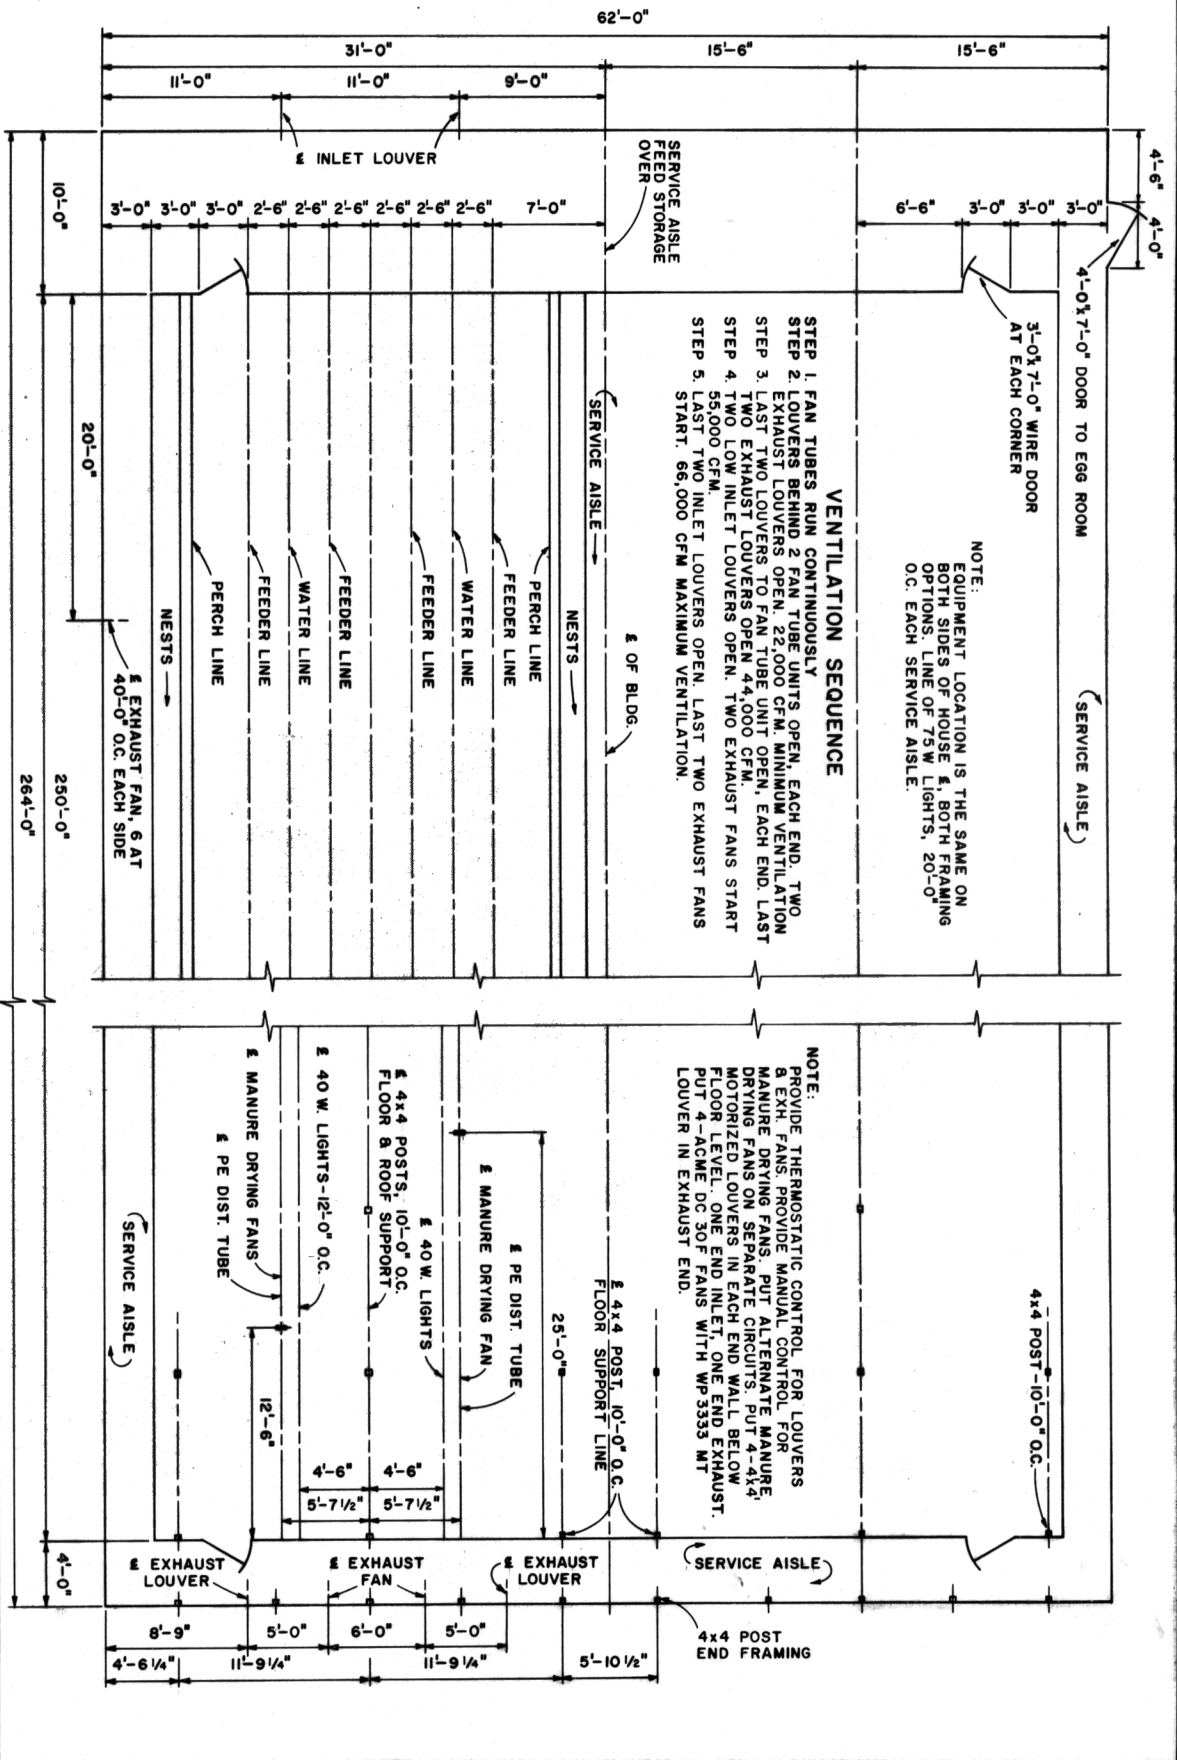 62'-0"
31'-0"
15'-6"
15'-6"
11'-0"
11'-0"
9'-0"
℄ INLET LOUVER
SERVICE AISLE
FEED STORAGE
OVER
4'-6"
4'-0"
10'-0"
3'-0"
3'-0"
3'-0"
2'-6"
2'-6"
2'-6"
2'-6"
2'-6"
2'-6"
7'-0"
6'-6"
3'-0"
3'-0"
3'-0"
4'-0"x7'-0" DOOR TO EGG ROOM
3'-0"x7'-0" WIRE DOOR
AT EACH CORNER
NOTE:
EQUIPMENT LOCATION IS THE SAME ON
BOTH SIDES OF HOUSE ℄, BOTH FRAMING
OPTIONS. LINE OF 75W LIGHTS, 20'-0"
O.C. EACH SERVICE AISLE.
SERVICE AISLE
VENTILATION SEQUENCE
STEP 1. FAN TUBES RUN CONTINUOUSLY
STEP 2. LOUVERS BEHIND 2 FAN TUBE UNITS OPEN, EACH END. TWO
EXHAUST LOUVERS OPEN. 22,000 CFM. MINIMUM VENTILATION
STEP 3. LAST TWO LOUVERS TO FAN TUBE UNIT OPEN, EACH END. LAST
TWO EXHAUST LOUVERS OPEN 44,000 CFM.
STEP 4. TWO LOW INLET LOUVERS OPEN. TWO EXHAUST FANS START
55,000 CFM.
STEP 5. LAST TWO INLET LOUVERS OPEN. LAST TWO EXHAUST FANS
START. 66,000 CFM MAXIMUM VENTILATION.
℄ OF BLDG.
SERVICE AISLE
NESTS
PERCH LINE
FEEDER LINE
WATER LINE
FEEDER LINE
FEEDER LINE
WATER LINE
FEEDER LINE
PERCH LINE
NESTS
20'-0"
℄ EXHAUST FAN, 6 AT
40'-0" O.C. EACH SIDE
250'-0"
264'-0"
NOTE:
PROVIDE THERMOSTATIC CONTROL FOR LOUVERS
& EXH. FANS. PROVIDE MANUAL CONTROL FOR
MANURE DRYING FANS. PUT ALTERNATE MANURE
DRYING FANS ON SEPARATE CIRCUITS. PUT 4-4'x4'
MOTORIZED LOUVERS IN EACH END WALL BELOW
FLOOR LEVEL. ONE END INLET, ONE END EXHAUST.
PUT 4-ACME DC 30F FANS WITH WP3333 MT
LOUVER IN EXHAUST END.
4x4 POST-10'-0" O.C.
℄ 4x4 POST, 10'-0" O.C.
FLOOR SUPPORT LINE
25'-0"
℄ PE DIST. TUBE
℄ MANURE DRYING FAN
℄ 40 W. LIGHTS
℄ 4x4 POSTS, 10'-0" O.C.
FLOOR & ROOF SUPPORT
℄ 40 W. LIGHTS-12'-0" O.C.
℄ MANURE DRYING FANS
℄ PE DIST. TUBE
SERVICE AISLE
12'-6"
4'-6"
4'-6"
5'-7 1/2"
5'-7 1/2"
4'-0"
℄ EXHAUST
LOUVER
℄ EXHAUST
FAN
℄ EXHAUST
LOUVER
SERVICE AISLE
8'-9"
5'-0"
6'-0"
5'-0"
4'-6 1/4"
11'-9 1/4"
11'-9 1/4"
5'-10 1/2"
4x4 POST
END FRAMING